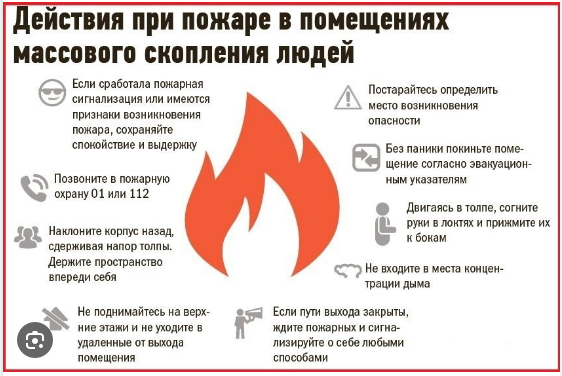 Действия при пожаре в помещениях
массового скопления людей
Если сработала пожарная
сигнализация или имеются
признаки возникновения
пожара, сохраняйте
спокойствие и выдержку
Позвоните в пожарную
охрану 01 или 112
Наклоните корпус назад,
сдерживая напор толпы.
Держите пространство
впереди себя
Не поднимайтесь на верх-
ние этажи и не уходите в
удаленные от выхода
помещения
Постарайтесь определить
место возникновения
опасности
Без паники покиньте поме-
щение согласно эвакуацион-
ным указателям
Двигаясь в толпе, согните
руки в локтях и прижмите их
к бокам
Не входите в места концен-
трации дыма
Если пути выхода закрыты,
ждите пожарных и сигна-
лизируйте о себе любыми
способами